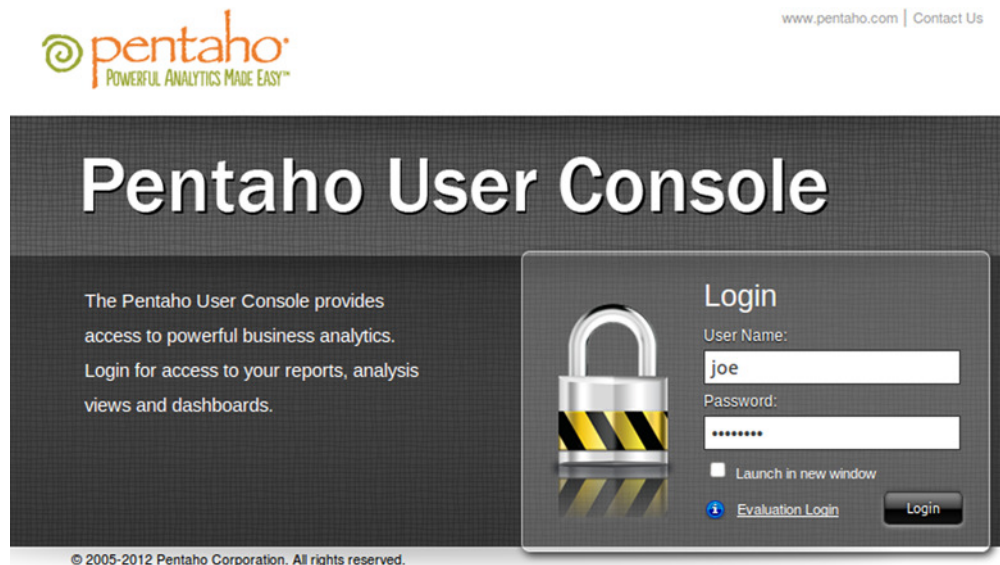 www.pentaho.com | Contact Us
pentaho
POWERFUL ANALYTICS MADE EASY™
Pentaho User Console
The Pentaho User Console provides
access to powerful business analytics.
Login for access to your reports, analysis
views and dashboards.
Login
User Name:
joe
Password:
••••••••
Launch in new window
Evaluation Login
Login
© 2005-2012 Pentaho Corporation. All rights reserved.